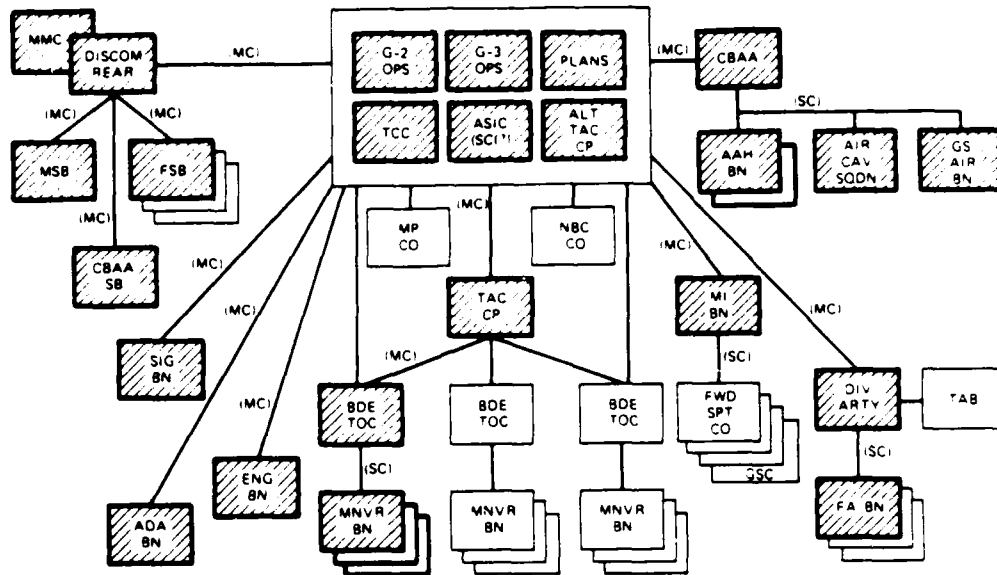 MMC
DISCOM
REAR
(MC)
G-2
OPS
G-3
OPS
PLANS
(MC)
CBAA
TCC
ASIC
ALT
TAC
CP
(SC)
(MC)
(MC)
MSB
FSB
AAH
BN
AIR
CAV
SQDN
GS
AIR
BN
(MC)
CBAA
SB
(MC)
MP
CO
(MC)
NBC
CO
(MC)
TAC
CP
MI
BN
(MC)
(MC)
SIG
BN
(MC)
(SC)
(MC)
BDE
TOC
BDE
TOC
BDE
TOC
FWD
SPT
CO
GSC
DIV
ARTY
TAB
ENG
BN
(SC)
(SC)
ADA
BN
MNVR
BN
MNVR
BN
MNVR
BN
FA BN